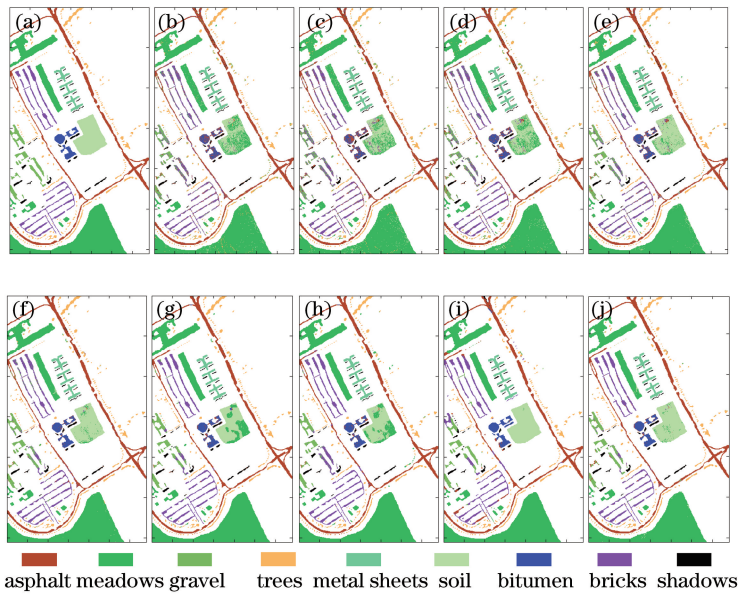 (a) (b) (c) (d) (e)
(f) (g) (h) (i) (j)
asphalt meadows gravel trees metal sheets soil bitumen bricks shadows